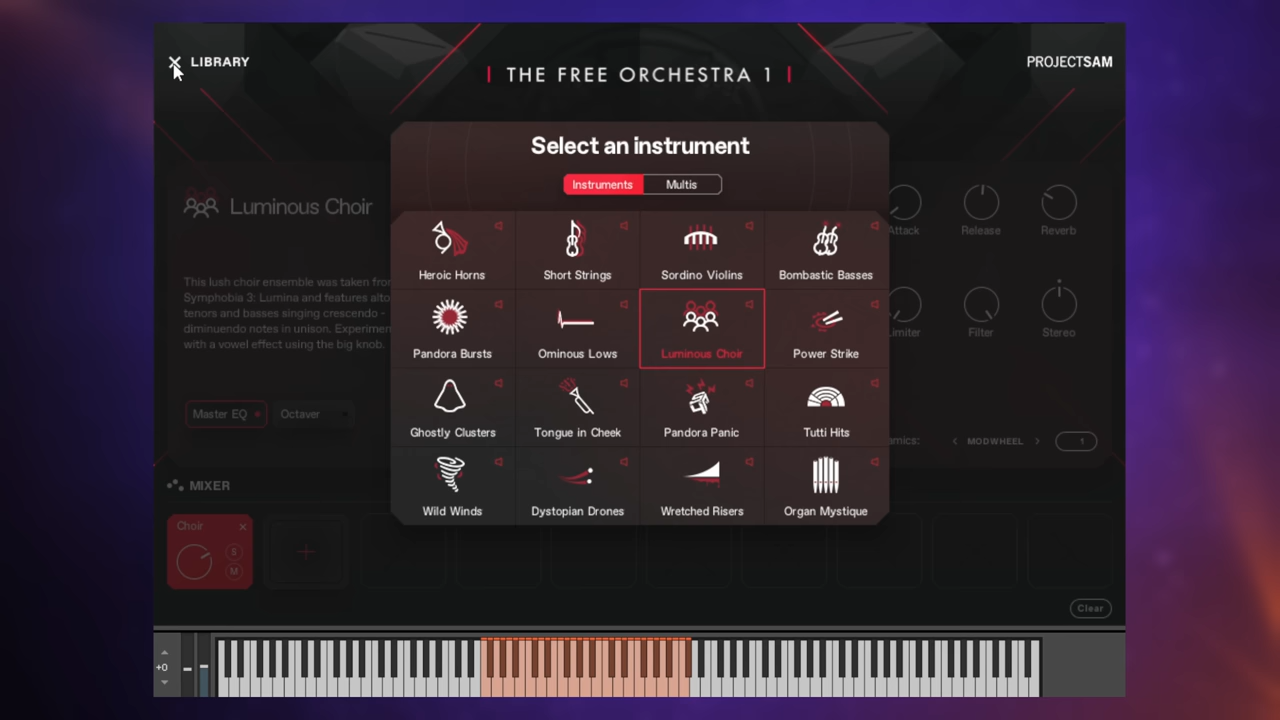 LIBRARY
THE FREE ORCHESTRA 1
PROJECTSAM
Select an instrument
Instruments
Multis
Luminous Choir
This lush choir ensemble was taken from
Symphobia 3: Lumina and features alto
tenors and basses singing crescendo -
diminuendo notes in unison. Experimen
with a vowel effect using the big knob.
Master EQ
Octaver
Heroic Horns
Short Strings
Sordino Violins
Bombastic Basses
Pandora Bursts
Ominous Lows
Luminous Choir
Power Strike
Ghostly Clusters
Tongue in Cheek
Pandora Panic
Tutti Hits
Wild Winds
Dystopian Drones
Wretched Risers
Organ Mystique
Attack
Release
Reverb
Limiter
Filter
Stereo
amics:
MODWHEEL
1
MIXER
Choir
S
M
Clear
+0